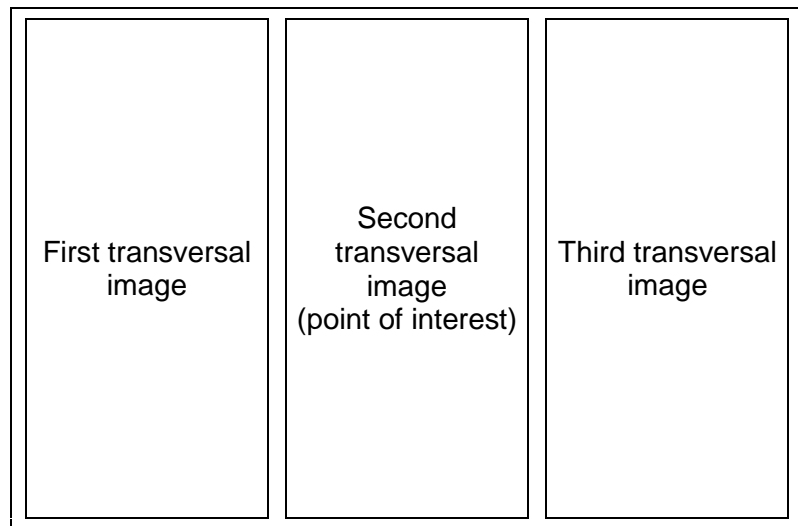 First transversal
image
Second
transversal
image
(point of interest)
Third transversal
image